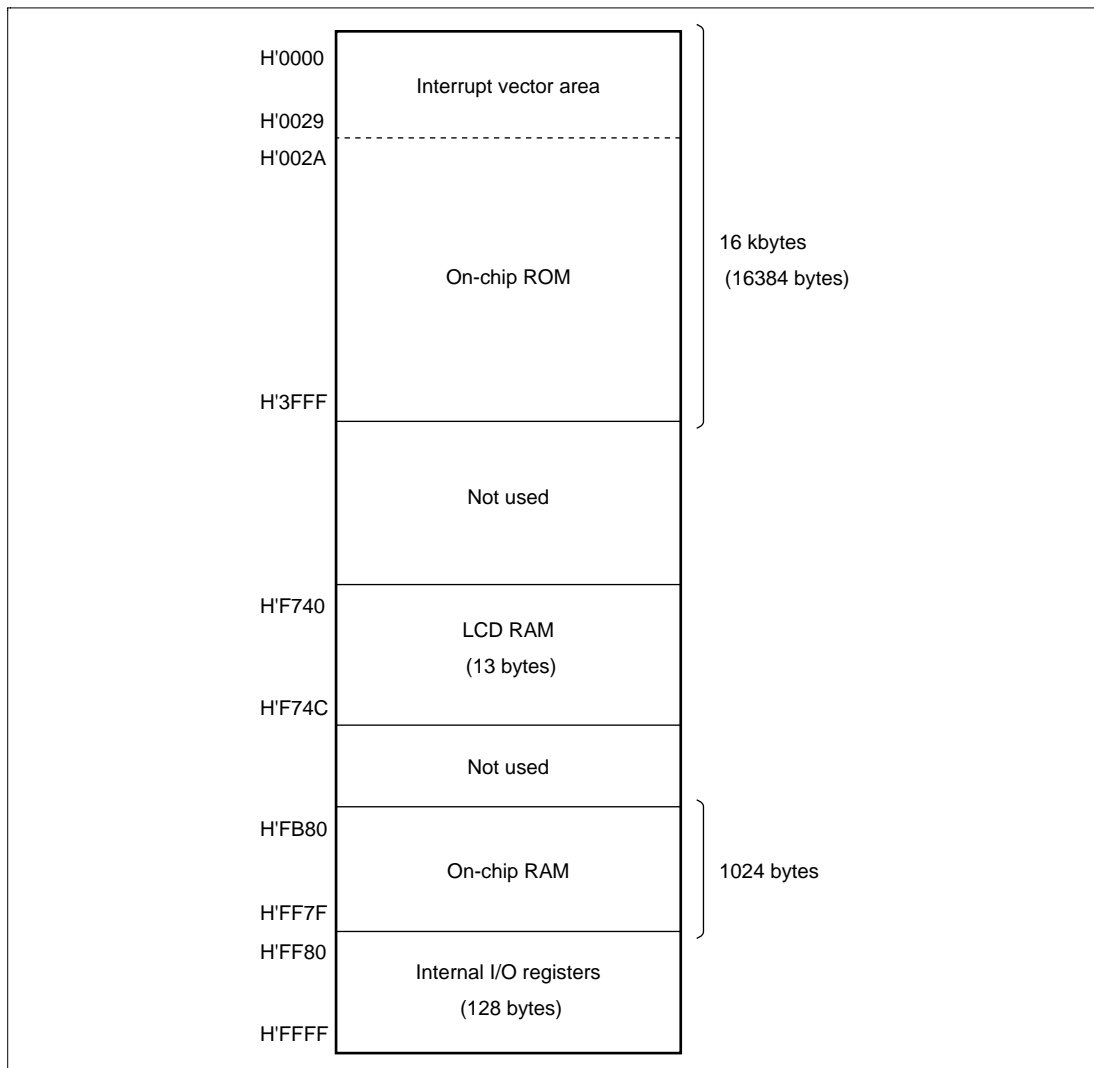 H'0000
Interrupt vector area
H'0029
H'002A
On-chip ROM
16 kbytes
(16384 bytes)
H'3FFF
Not used
H'F740
LCD RAM
(13 bytes)
H'F74C
Not used
H'FB80
On-chip RAM
1024 bytes
H'FF7F
H'FF80
Internal I/O registers
(128 bytes)
H'FFFF